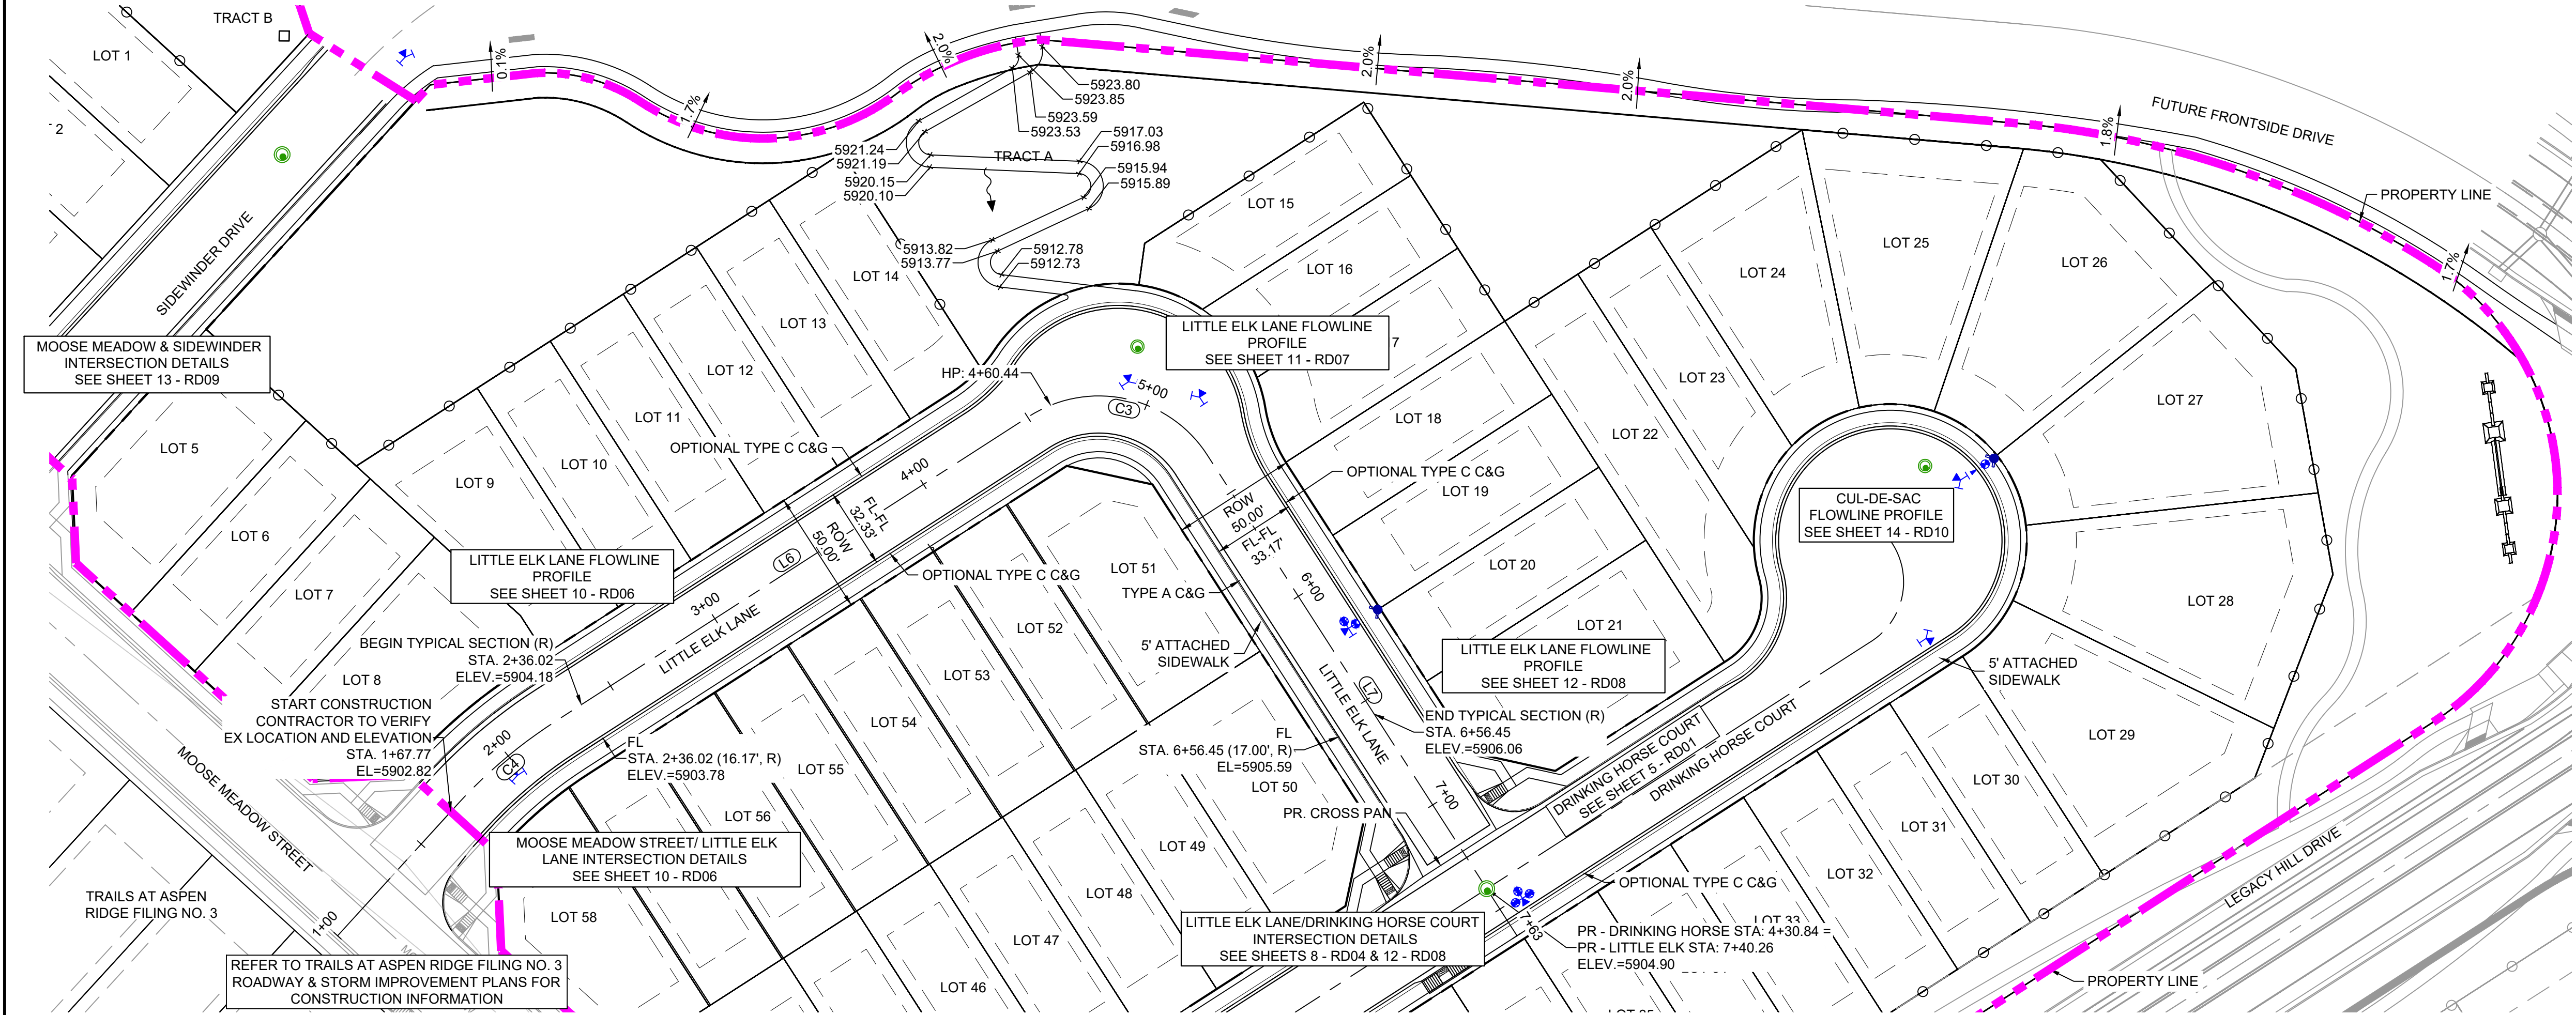 TRACT B
LOT 1
2
SIDEWINDER DRIVE
MOOSE MEADOW & SIDEWINDER
INTERSECTION DETAILS
SEE SHEET 13 - RD09
0.1%
1.7%
2.0%
2.0%
2.0%
1.8%
1.7%
5923.80
5923.85
5923.59
5923.53
5917.03
5916.98
5921.24
5921.19
TRACT A
5915.94
5915.89
5920.15
5920.10
5913.82
5913.77
5912.78
5912.73
FUTURE FRONTSIDE DRIVE
PROPERTY LINE
LOT 5
LOT 6
LOT 7
LOT 8
LOT 9
LOT 10
LOT 11
LOT 12
LOT 13
LOT 14
LOT 15
LOT 16
7
LOT 18
LOT 19
LOT 20
LOT 21
LOT 22
LOT 23
LOT 24
LOT 25
LOT 26
LOT 27
LOT 28
LOT 29
LOT 30
LOT 31
LOT 32
LOT 33
LITTLE ELK LANE FLOWLINE
PROFILE
SEE SHEET 11 - RD07
HP: 4+60.44
5+00
C3
OPTIONAL TYPE C C&G
4+00
FL-FL
32.33'
ROW
50.00'
L6
OPTIONAL TYPE C C&G
OPTIONAL TYPE C C&G
ROW
50.00'
FL-FL
33.17'
CUL-DE-SAC
FLOWLINE PROFILE
SEE SHEET 14 - RD10
LITTLE ELK LANE FLOWLINE
PROFILE
SEE SHEET 10 - RD06
3+00
LITTLE ELK LANE
LOT 51
TYPE A C&G
6+00
5' ATTACHED
SIDEWALK
LOT 52
LOT 53
LOT 54
LOT 55
LOT 56
LOT 58
BEGIN TYPICAL SECTION (R)
STA. 2+36.02
ELEV.=5904.18
START CONSTRUCTION
CONTRACTOR TO VERIFY
EX LOCATION AND ELEVATION
STA. 1+67.77
EL=5902.82
2+00
C4
FL
STA. 2+36.02 (16.17', R)
ELEV.=5903.78
LITTLE ELK LANE FLOWLINE
PROFILE
SEE SHEET 12 - RD08
L7
LITTLE ELK LANE
END TYPICAL SECTION (R)
STA. 6+56.45
ELEV.=5906.06
FL
STA. 6+56.45 (17.00', R)
EL=5905.59
LOT 50
7+00
PR. CROSS PAN
DRINKING HORSE COURT
SEE SHEET 5 - RD01
DRINKING HORSE COURT
5' ATTACHED
SIDEWALK
MOOSE MEADOW STREET
MOOSE MEADOW STREET/ LITTLE ELK
LANE INTERSECTION DETAILS
SEE SHEET 10 - RD06
LOT 49
LOT 48
LOT 47
LOT 46
TRAILS AT ASPEN
RIDGE FILING NO. 3
1+00
REFER TO TRAILS AT ASPEN RIDGE FILING NO. 3
ROADWAY & STORM IMPROVEMENT PLANS FOR
CONSTRUCTION INFORMATION
LITTLE ELK LANE/DRINKING HORSE COURT
INTERSECTION DETAILS
SEE SHEETS 8 - RD04 & 12 - RD08
OPTIONAL TYPE C C&G
7+63
PR - DRINKING HORSE STA: 4+30.84 =
PR - LITTLE ELK STA: 7+40.26
ELEV.=5904.90
LEGACY HILL DRIVE
PROPERTY LINE